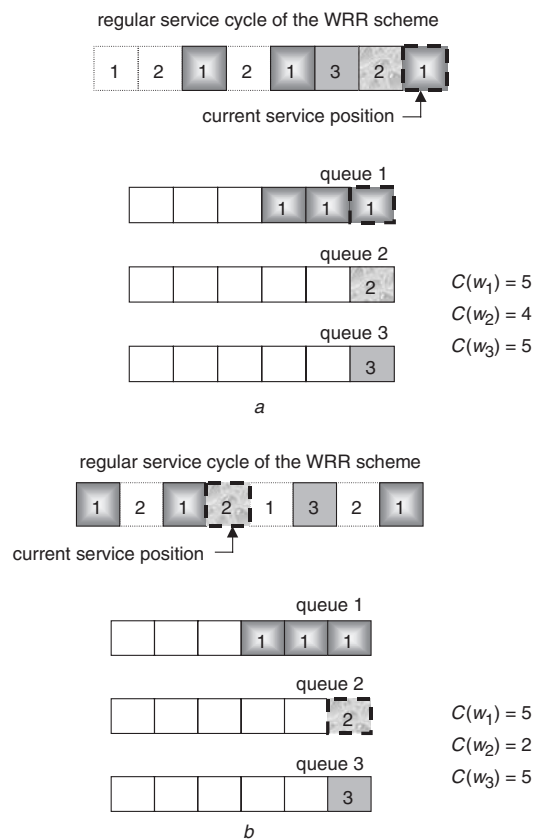 regular service cycle of the WRR scheme
1 2 1 2 1 3 2 1
current service position
queue 1
1 1 1
queue 2
2
queue 3
3
C(w1) = 5
C(w2) = 4
C(w3) = 5
a
regular service cycle of the WRR scheme
1 2 1 2 1 3 2 1
current service position
queue 1
1 1 1
queue 2
2
queue 3
3
C(w1) = 5
C(w2) = 2
C(w3) = 5
b